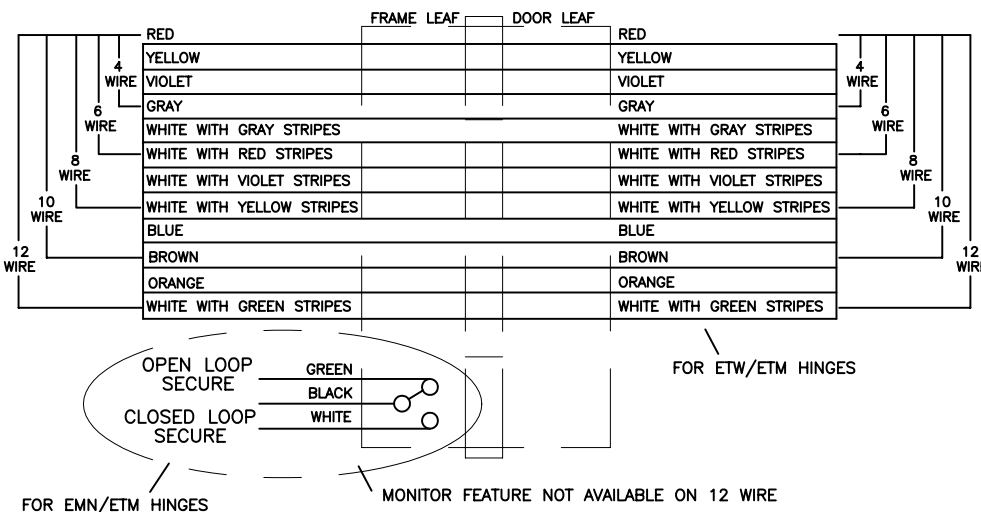 FRAME LEAF DOOR LEAF
RED RED
YELLOW YELLOW
VIOLET VIOLET
GRAY GRAY
WHITE WITH GRAY STRIPES WHITE WITH GRAY STRIPES
WHITE WITH RED STRIPES WHITE WITH RED STRIPES
WHITE WITH VIOLET STRIPES WHITE WITH VIOLET STRIPES
WHITE WITH YELLOW STRIPES WHITE WITH YELLOW STRIPES
BLUE BLUE
BROWN BROWN
ORANGE ORANGE
WHITE WITH GREEN STRIPES WHITE WITH GREEN STRIPES
4
WIRE
6
WIRE
8
WIRE
10
WIRE
12
WIRE
4
WIRE
6
WIRE
8
WIRE
10
WIRE
12
WIRE
OPEN LOOP
SECURE
CLOSED LOOP
SECURE
GREEN
BLACK
WHITE
FOR ETW/ETM HINGES
FOR EMN/ETM HINGES
MONITOR FEATURE NOT AVAILABLE ON 12 WIRE